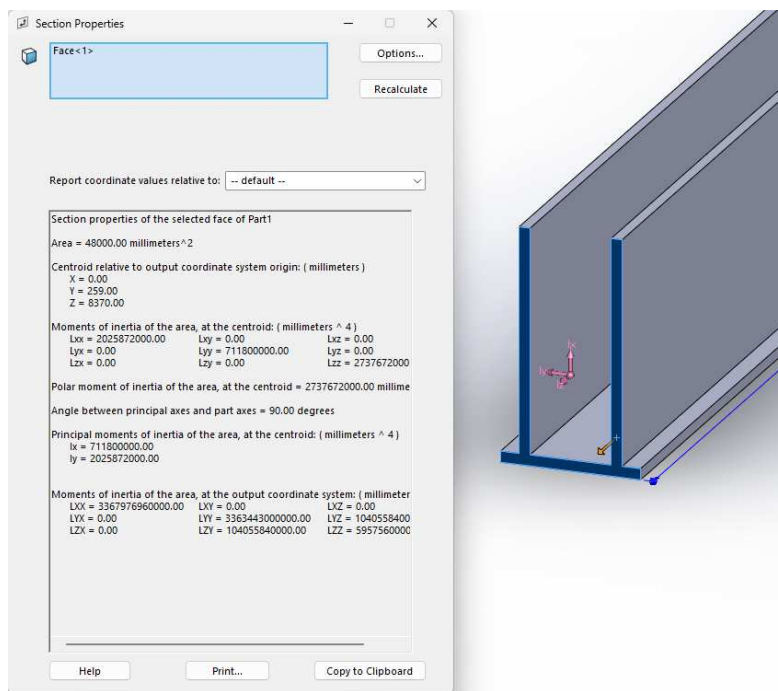 Section Properties
Face<1>
Options...
Recalculate
Report coordinate values relative to: -- default --
Section properties of the selected face of Part1
Area = 48000.00 millimeters^2
Centroid relative to output coordinate system origin: ( millimeters )
X = 0.00
Y = 259.00
Z = 8370.00
Moments of inertia of the area, at the centroid: ( millimeters ^ 4 )
Lxx = 2025872000.00 Lxy = 0.00 Lxz = 0.00
Lyx = 0.00 Lyy = 711800000.00 Lyz = 0.00
Lzx = 0.00 Lzy = 0.00 Lzz = 2737672000
Polar moment of inertia of the area, at the centroid = 2737672000.00 millime
Angle between principal axes and part axes = 90.00 degrees
Principal moments of inertia of the area, at the centroid: ( millimeters ^ 4 )
Ix = 711800000.00
Iy = 2025872000.00
Moments of inertia of the area, at the output coordinate system: ( millimeter
LXX = 3367976960000.00 LXY = 0.00 LXZ = 0.00
LYX = 0.00 LYY = 3363443000000.00 LYZ = 1040558400
LZX = 0.00 LZY = 104055840000.00 LZZ = 5957560000
Help
Print...
Copy to Clipboard
Ix
Iy